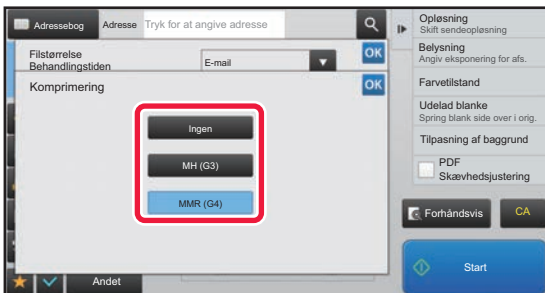 Adressebog
Adresse
Tryk for at angive adresse
Filstørrelse
Behandlingstiden
E-mail
OK
Komprimering
OK
Ingen
MH (G3)
MMR (G4)
Andet
Opløsning
Skift sendeopløsning
Belysning
Angiv eksponering for afs.
Farvetilstand
Udelad blanke
Spring blank side over i orig.
Tilpasning af baggrund
PDF
Skævhedsjustering
Forhåndsvis
CA
Start